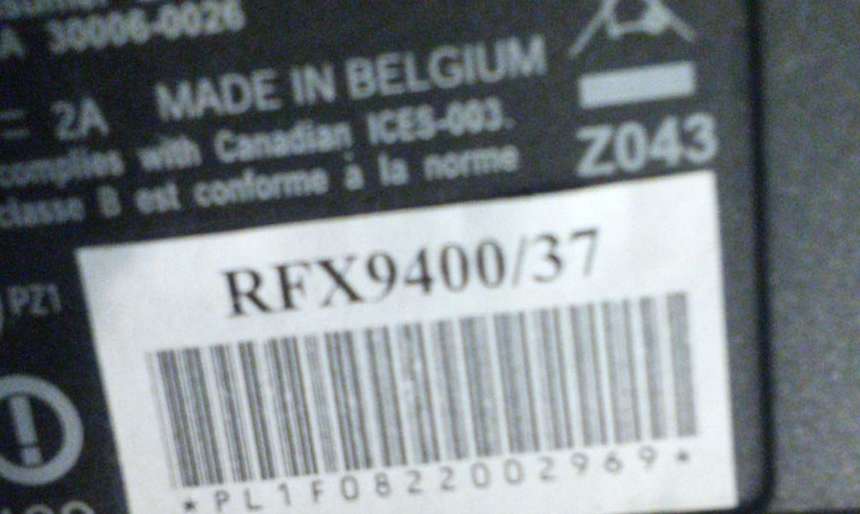 A 30006-0026
= 2A MADE IN BELGIUM
complies with Canadian ICES-003.
classe B est conforme à la norme
Z043
RFX9400/37
PZ1
*PL1F0822002969*